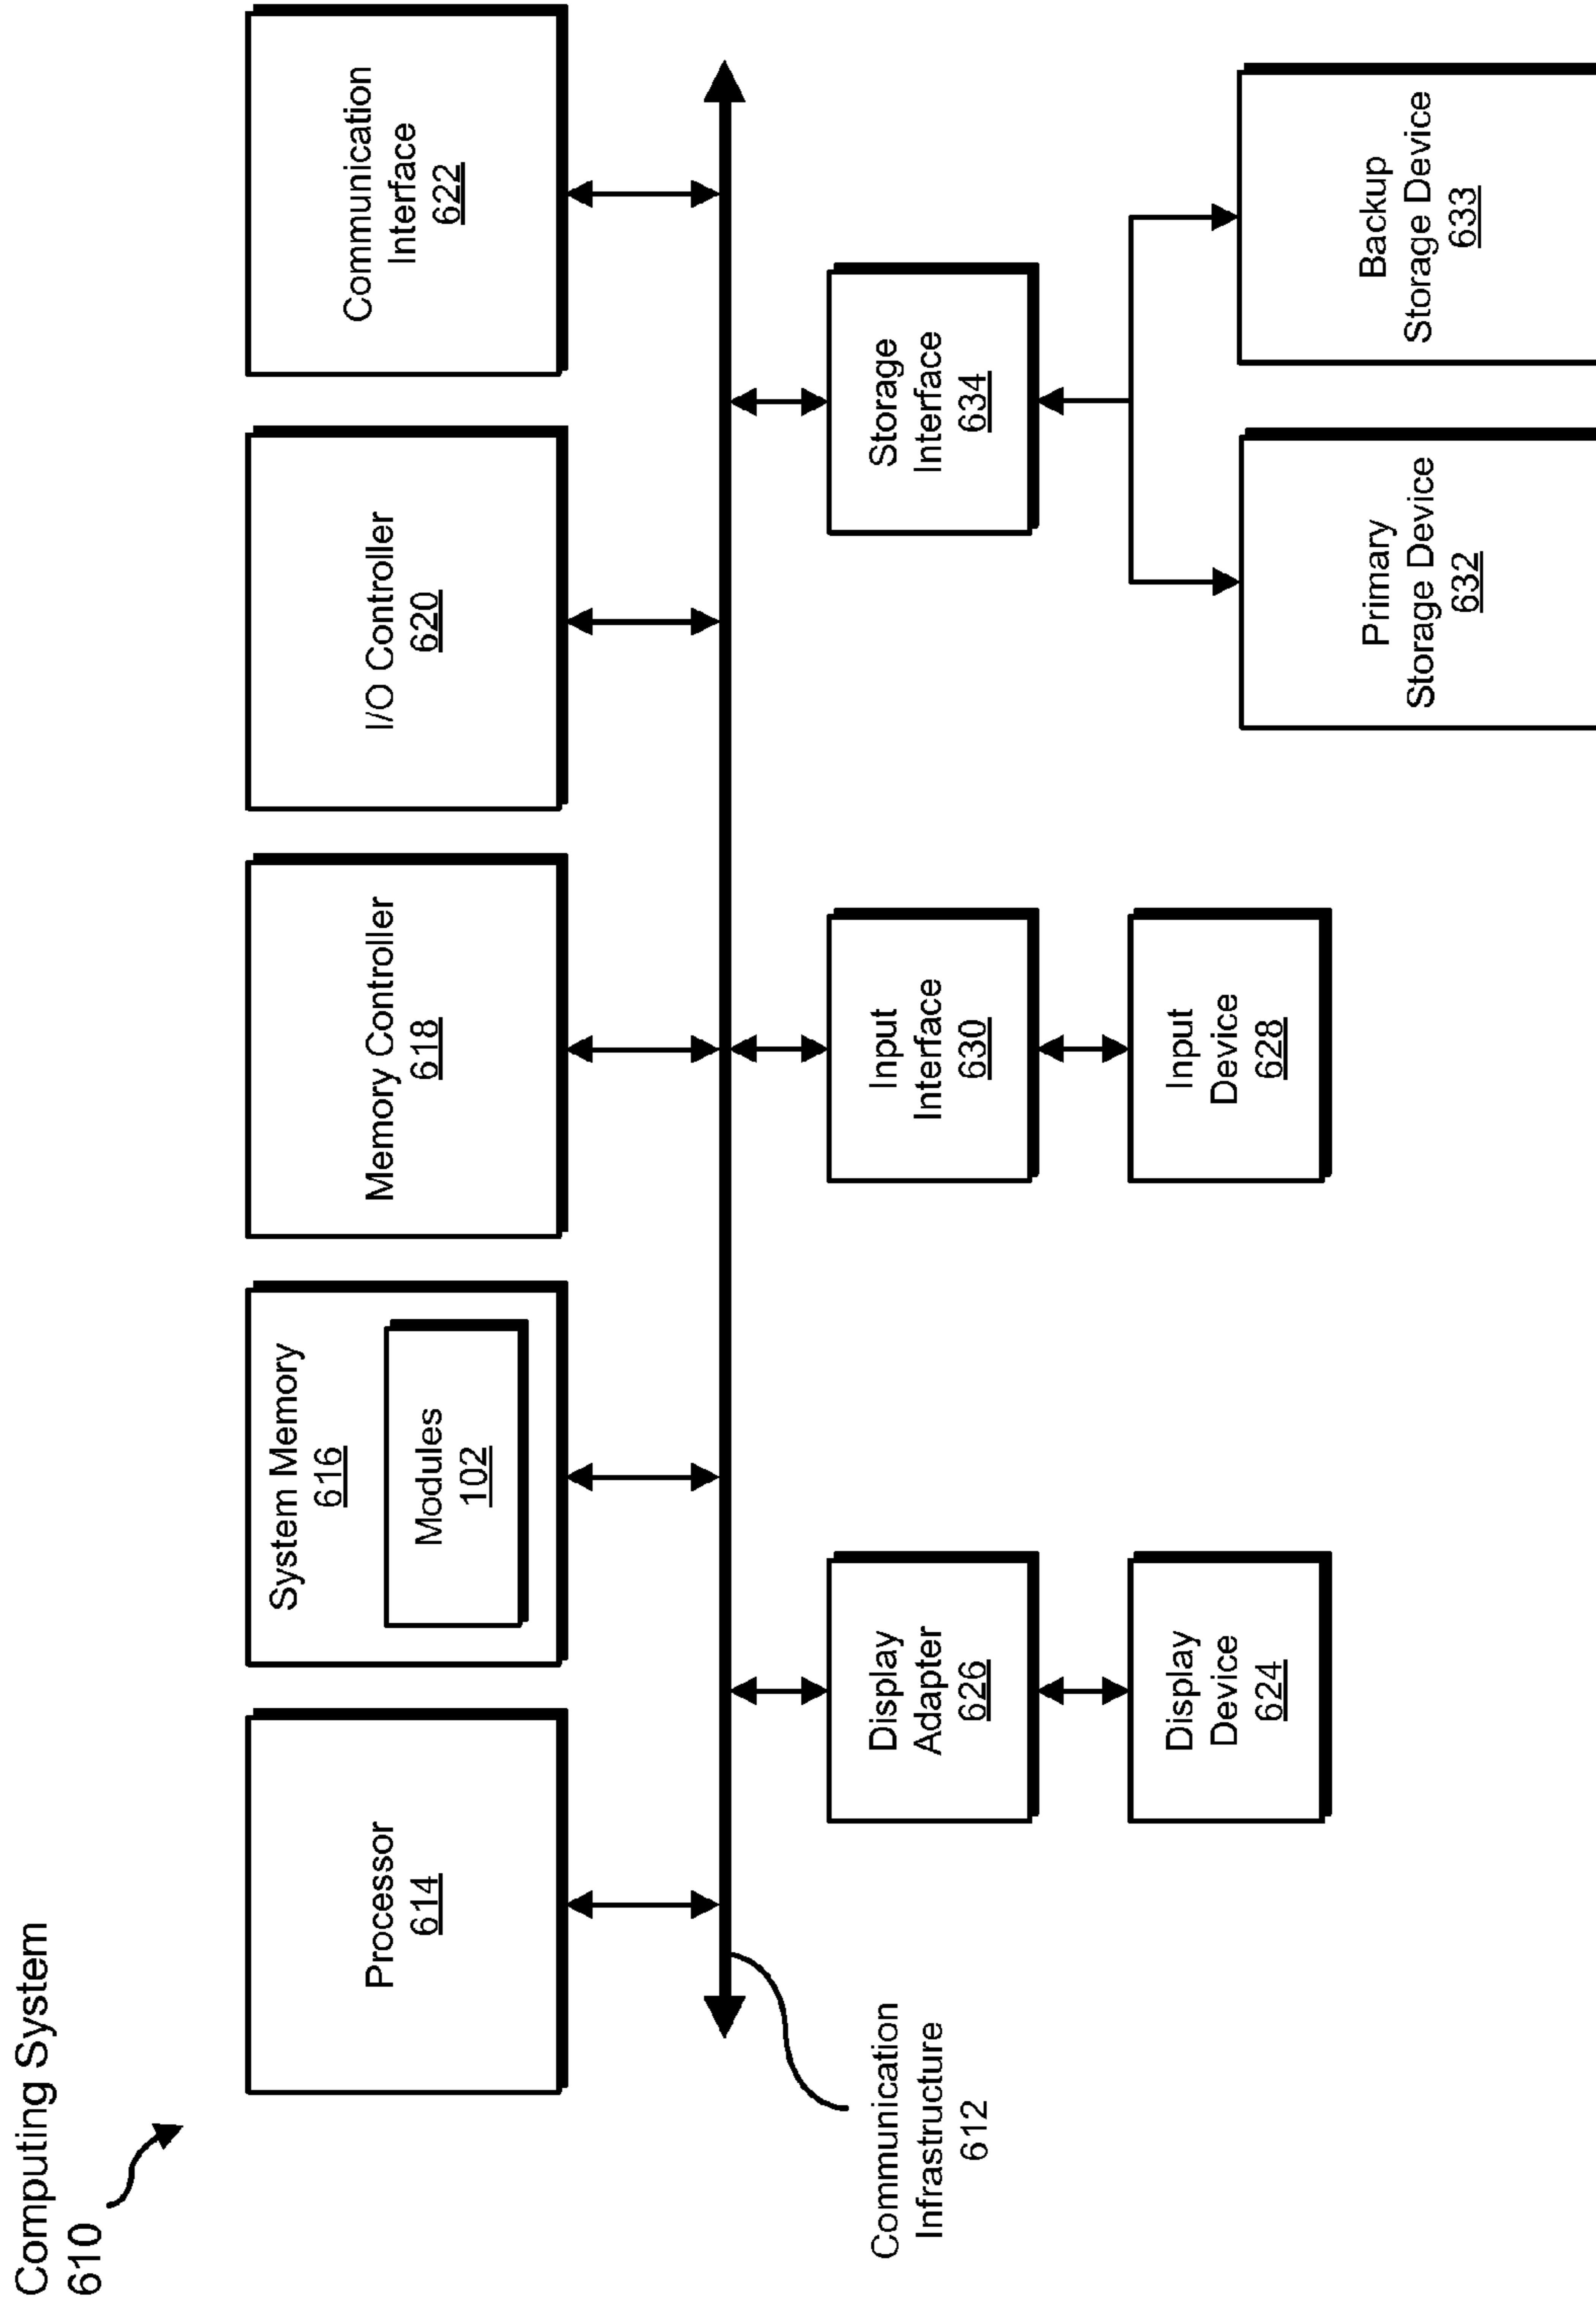 Computing System
610
Processor
614
System Memory
616
Modules
102
Memory Controller
618
I/O Controller
620
Communication
Interface
622
Communication
Infrastructure
612
Display
Adapter
626
Input
Interface
630
Storage
Interface
634
Display
Device
624
Input
Device
628
Primary
Storage Device
632
Backup
Storage Device
633